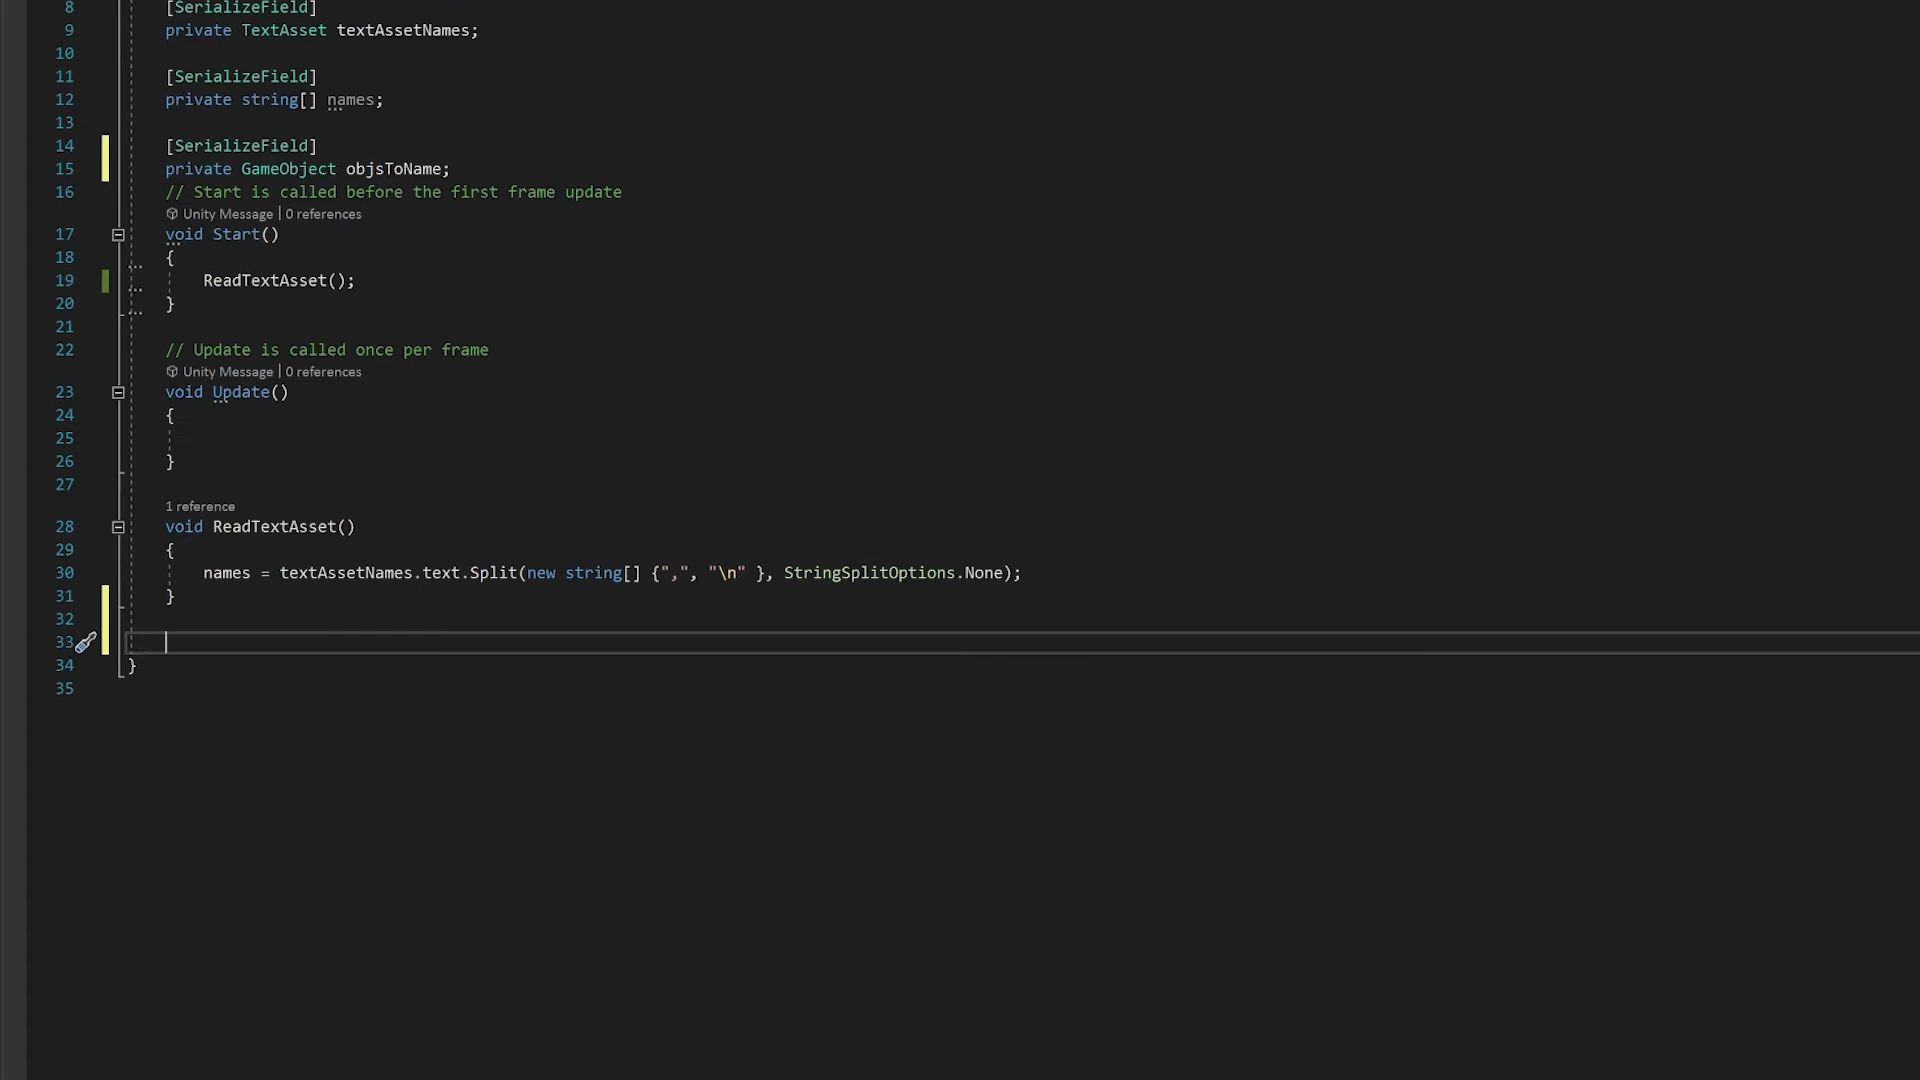 8 [SerializeField]
9 private TextAsset textAssetNames;
10
11 [SerializeField]
12 private string[] names;
13
14 [SerializeField]
15 private GameObject objsToName;
16 // Start is called before the first frame update
Unity Message | 0 references
17 void Start()
18 {
19 ReadTextAsset();
20 }
21
22 // Update is called once per frame
Unity Message | 0 references
23 void Update()
24 {
25
26 }
27
1 reference
28 void ReadTextAsset()
29 {
30 names = textAssetNames.text.Split(new string[] {",", "\n" }, StringSplitOptions.None);
31 }
32
33
34 }
35